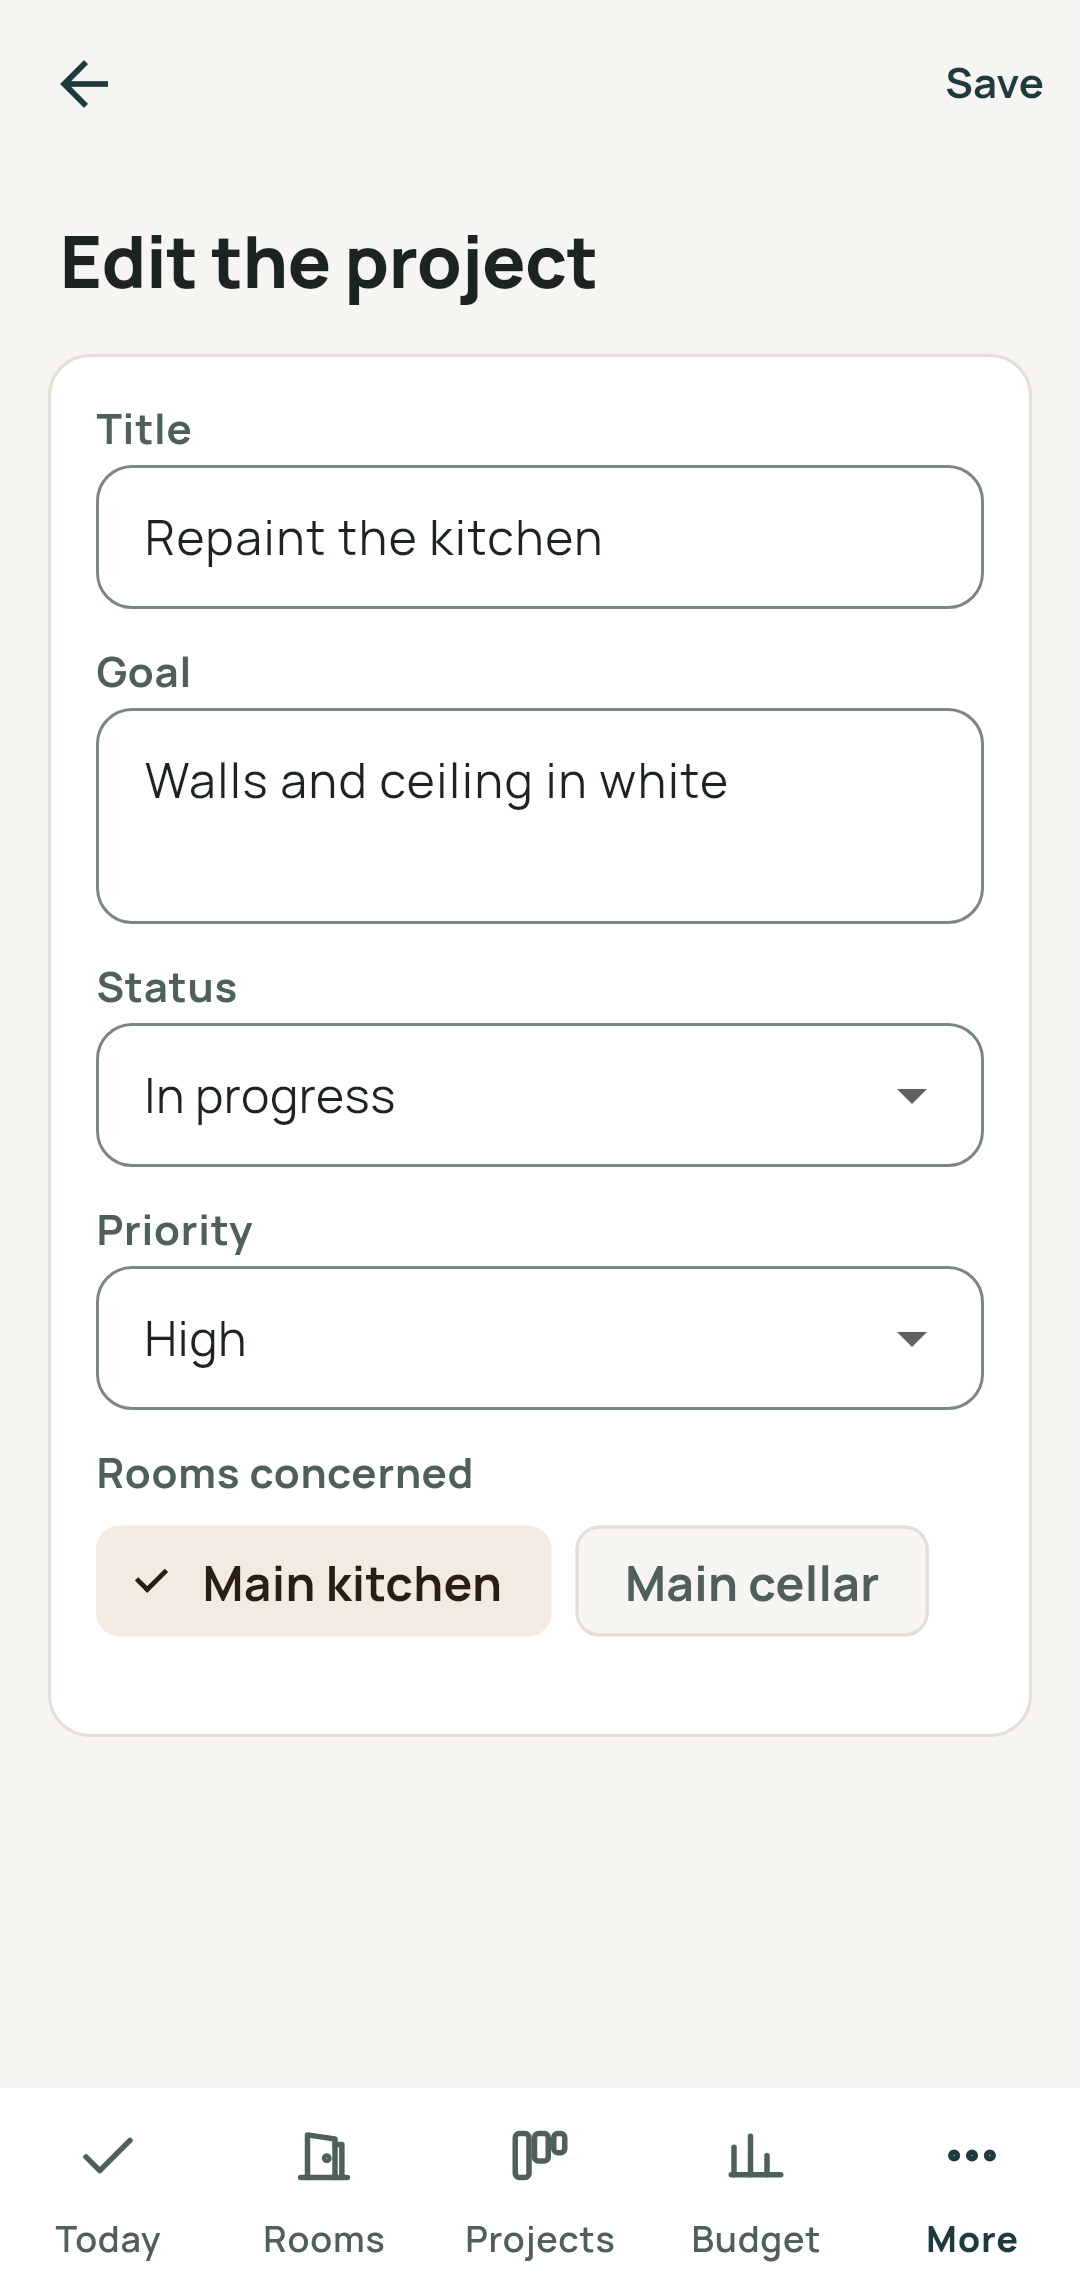 Save
Edit the project
Title
Repaint the kitchen
Goal
Walls and ceiling in white
Status
In progress
Priority
High
Rooms concerned
Main kitchen
Main cellar
Today
Rooms
Projects
Budget
More